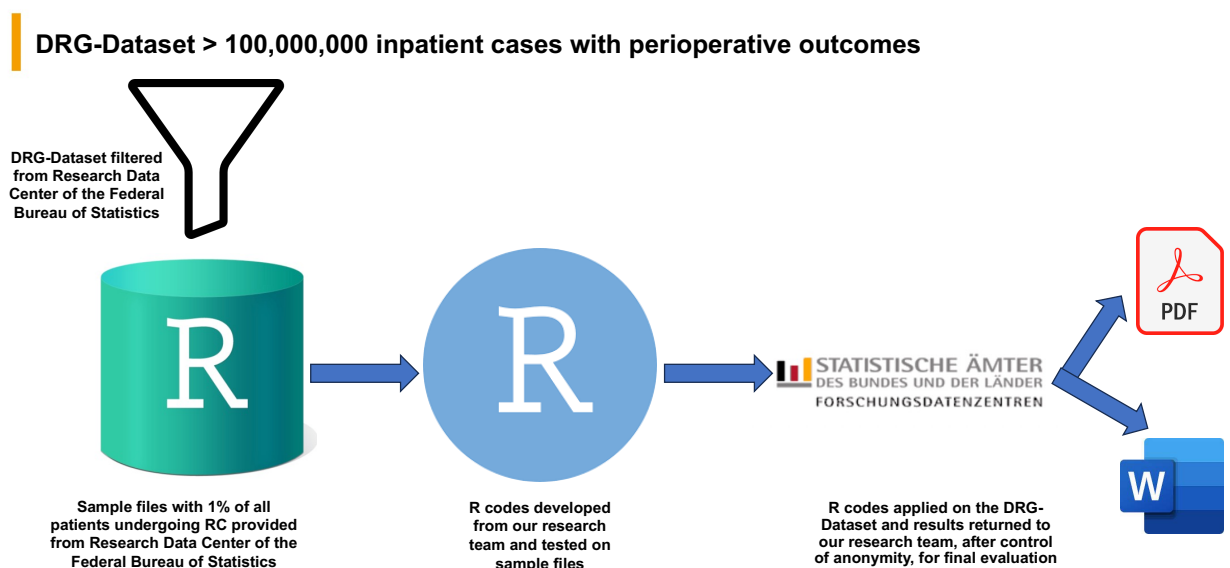 DRG-Dataset > 100,000,000 inpatient cases with perioperative outcomes
DRG-Dataset filtered
from Research Data
Center of the Federal
Bureau of Statistics
R
R
STATISTISCHE ÄMTER
DES BUNDES UND DER LÄNDER
FORSCHUNGSDATENZENTREN
PDF
W
Sample files with 1% of all
patients undergoing RC provided
from Research Data Center of the
Federal Bureau of Statistics
R codes developed
from our research
team and tested on
sample files
R codes applied on the DRG-
Dataset and results returned to
our research team, after control
of anonymity, for final evaluation